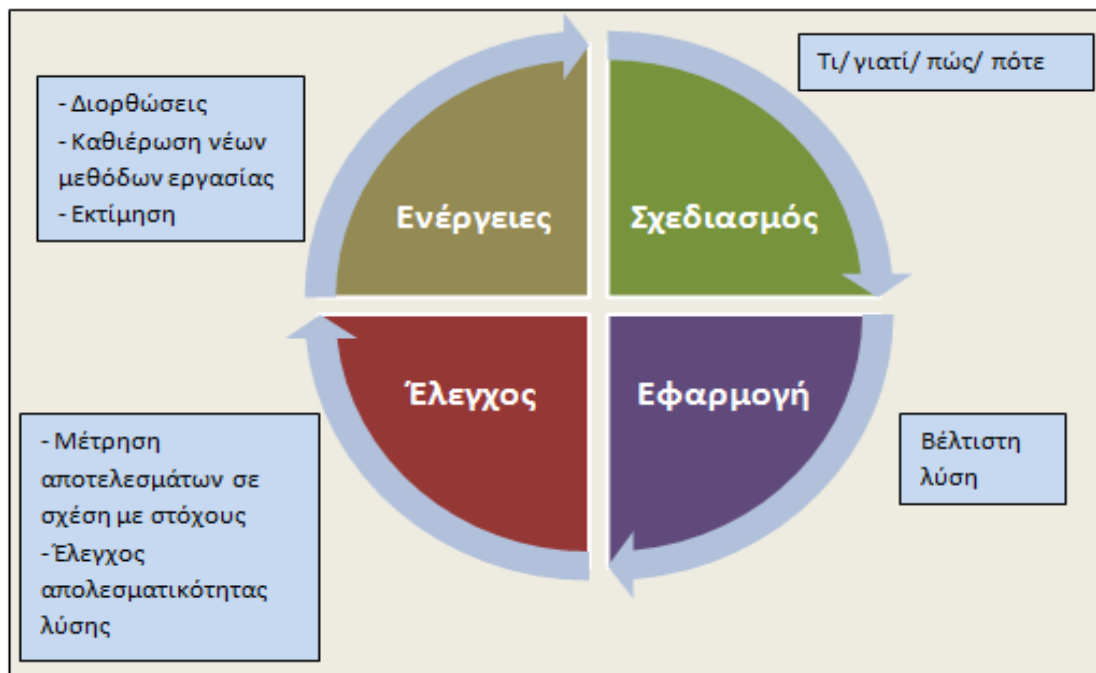 Τι/ γιατί/ πώς/ πότε
- Διορθώσεις
- Καθιέρωση νέων
μεθόδων εργασίας
- Εκτίμηση
Ενέργειες
Σχεδιασμός
Έλεγχος
Εφαρμογή
- Μέτρηση
αποτελεσμάτων σε
σχέση με στόχους
- Έλεγχος
απολεσματικότητας
λύσης
Βέλτιστη
λύση